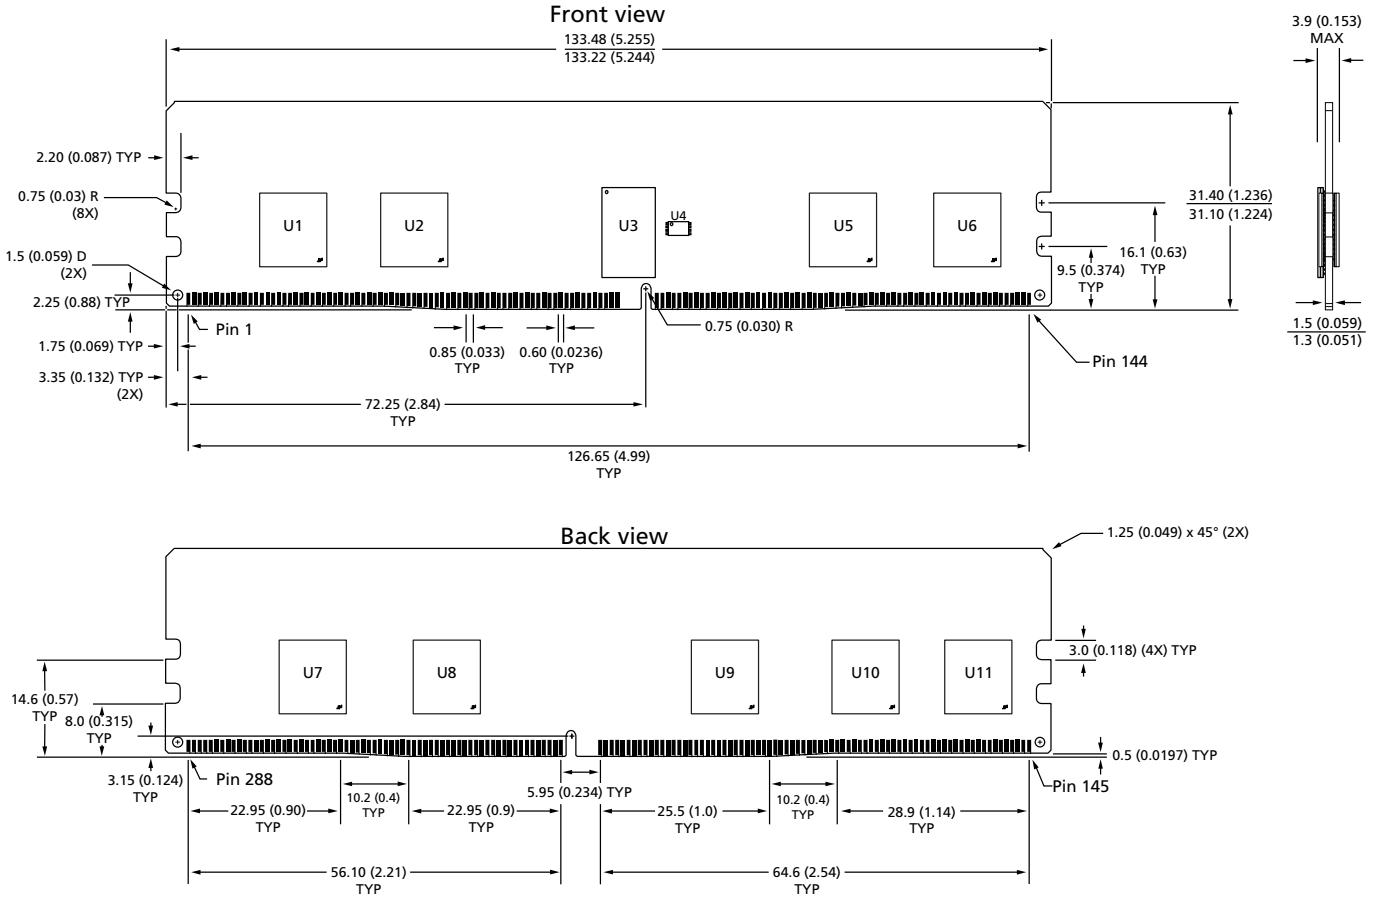 Front view
133.48 (5.255)
133.22 (5.244)
3.9 (0.153)
MAX
2.20 (0.087) TYP
0.75 (0.03) R
(8X)
1.5 (0.059) D
(2X)
2.25 (0.88) TYP
U1
U2
U3
U4
U5
U6
31.40 (1.236)
31.10 (1.224)
16.1 (0.63)
TYP
9.5 (0.374)
TYP
Pin 1
0.75 (0.030) R
1.75 (0.069) TYP
0.85 (0.033)
TYP
0.60 (0.0236)
TYP
1.5 (0.059)
1.3 (0.051)
Pin 144
3.35 (0.132) TYP
(2X)
72.25 (2.84)
TYP
126.65 (4.99)
TYP
Back view
1.25 (0.049) x 45° (2X)
U7
U8
U9
U10
U11
3.0 (0.118) (4X) TYP
14.6 (0.57)
TYP
8.0 (0.315)
TYP
3.15 (0.124)
TYP
Pin 288
0.5 (0.0197) TYP
Pin 145
5.95 (0.234) TYP
22.95 (0.90)
TYP
10.2 (0.4)
TYP
22.95 (0.9)
TYP
25.5 (1.0)
TYP
10.2 (0.4)
TYP
28.9 (1.14)
TYP
56.10 (2.21)
TYP
64.6 (2.54)
TYP